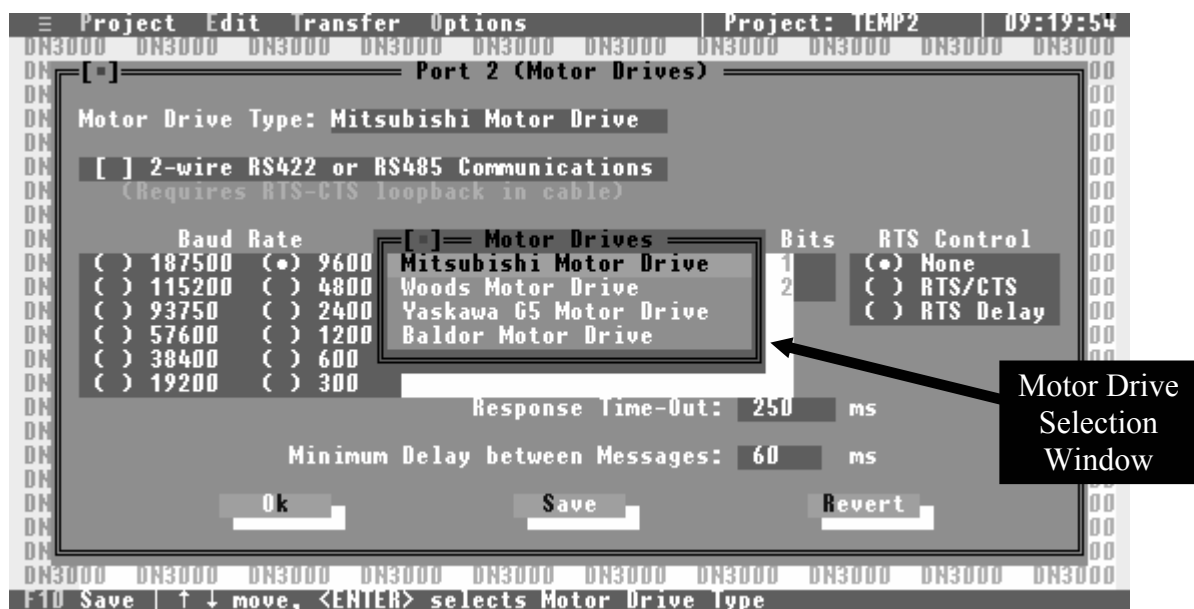 ≡ Project Edit Transfer Options | Project: TEMP2 | 09:19:54
DN3000 DN3000 DN3000 DN3000 DN3000 DN3000 DN3000 DN3000 DN3000 DN3000
[▪] Port 2 (Motor Drives)
Motor Drive Type: Mitsubishi Motor Drive
[ ] 2-wire RS422 or RS485 Communications
(Requires RTS-CTS loopback in cable)
Baud Rate
( ) 187500 (•) 9600
( ) 115200 ( ) 4800
( ) 93750 ( ) 2400
( ) 57600 ( ) 1200
( ) 38400 ( ) 600
( ) 19200 ( ) 300
[▪] Motor Drives
Mitsubishi Motor Drive
Woods Motor Drive
Yaskawa G5 Motor Drive
Baldor Motor Drive
Bits
1
2
RTS Control
(•) None
( ) RTS/CTS
( ) RTS Delay
Motor Drive
Selection
Window
Response Time-Out: 250 ms
Minimum Delay between Messages: 60 ms
Ok Save Revert
DN3000 DN3000 DN3000 DN3000 DN3000 DN3000 DN3000 DN3000 DN3000 DN3000
F10 Save | ↑ ↓ move, <ENTER> selects Motor Drive Type